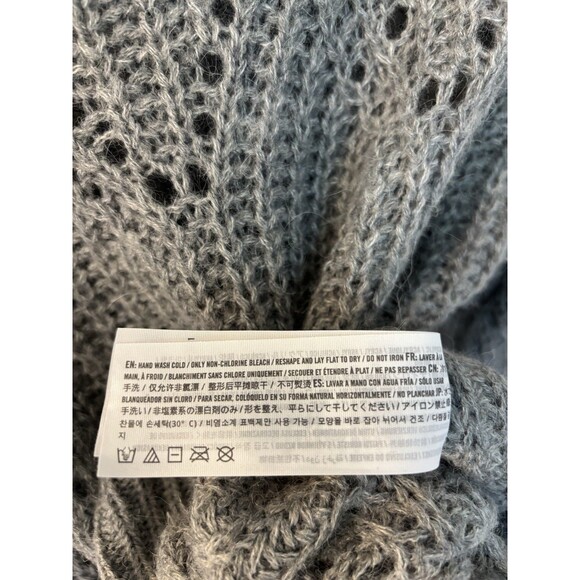 EN: HAND WASH COLD / ONLY NON-CHLORINE BLEACH / RESHAPE AND LAY FLAT TO DRY / DO NOT IRON FR: LAVER À LA
MAIN, À FROID / BLANCHIMENT SANS CHLORE UNIQUEMENT / SECOUER ET ÉTENDRE À PLAT / NE PAS REPASSER CN:
手洗 / 仅允许非氯漂 / 整形后平摊晾干 / 不可熨烫 ES: LAVAR A MANO CON AGUA FRÍA / SÓLO USAR
BLANQUEADOR SIN CLORO / PARA SECAR, COLÓQUELO EN SU FORMA NATURAL HORIZONTALMENTE / NO PLANCHAR JP:
手洗い / 非塩素系の漂白剤のみ / 形を整え、平らにして干してください / アイロン禁止
찬물에 손세탁(30° C) / 비염소계 표백제만 사용 가능 / 모양을 바로 잡아 뉘어서 건조 / 다림질
지